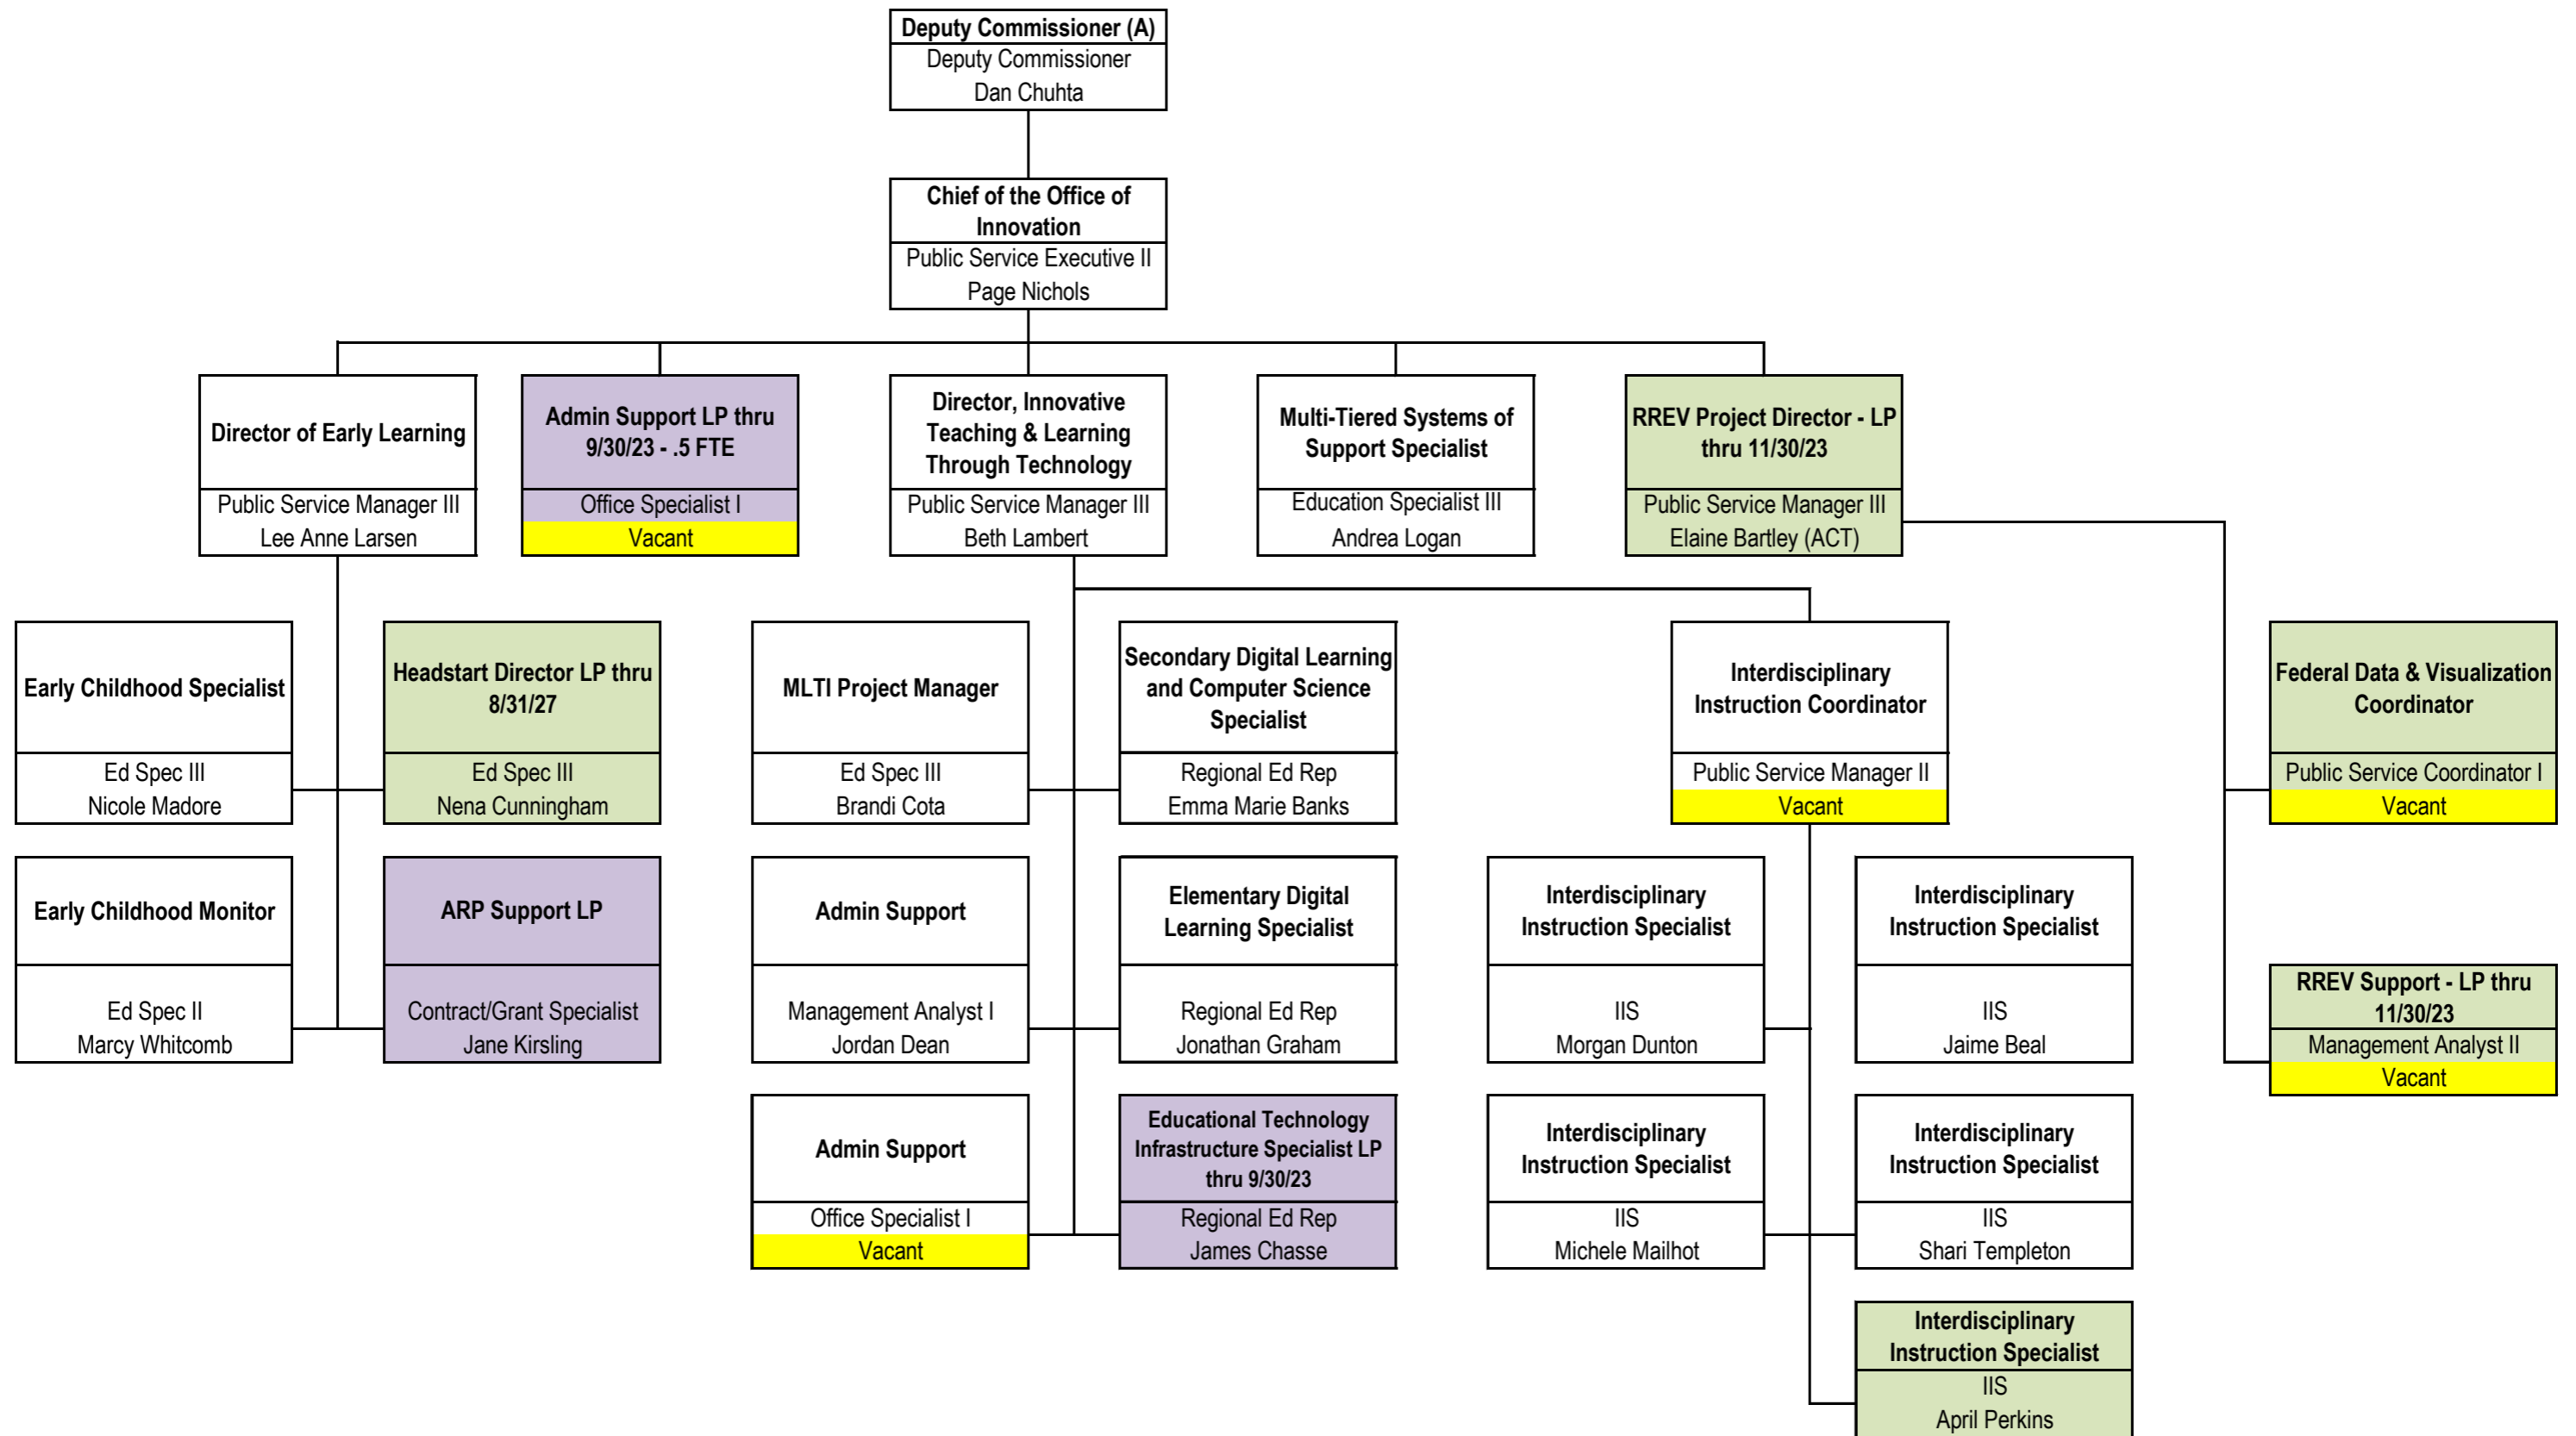 Deputy Commissioner (A)
Deputy Commissioner
Dan Chuhta
Chief of the Office of
Innovation
Public Service Executive II
Page Nichols
Director of Early Learning
Public Service Manager III
Lee Anne Larsen
Admin Support LP thru
9/30/23 - .5 FTE
Office Specialist I
Vacant
Director, Innovative
Teaching & Learning
Through Technology
Public Service Manager III
Beth Lambert
Multi-Tiered Systems of
Support Specialist
Education Specialist III
Andrea Logan
RREV Project Director - LP
thru 11/30/23
Public Service Manager III
Elaine Bartley (ACT)
Early Childhood Specialist
Ed Spec III
Nicole Madore
Headstart Director LP thru
8/31/27
Ed Spec III
Nena Cunningham
MLTI Project Manager
Ed Spec III
Brandi Cota
Secondary Digital Learning
and Computer Science
Specialist
Regional Ed Rep
Emma Marie Banks
Interdisciplinary
Instruction Coordinator
Public Service Manager II
Vacant
Federal Data & Visualization
Coordinator
Public Service Coordinator I
Vacant
Early Childhood Monitor
Ed Spec II
Marcy Whitcomb
ARP Support LP
Contract/Grant Specialist
Jane Kirsling
Admin Support
Management Analyst I
Jordan Dean
Elementary Digital
Learning Specialist
Regional Ed Rep
Jonathan Graham
Interdisciplinary
Instruction Specialist
IIS
Morgan Dunton
Interdisciplinary
Instruction Specialist
IIS
Jaime Beal
RREV Support - LP thru
11/30/23
Management Analyst II
Vacant
Admin Support
Office Specialist I
Vacant
Educational Technology
Infrastructure Specialist LP
thru 9/30/23
Regional Ed Rep
James Chasse
Interdisciplinary
Instruction Specialist
IIS
Michele Mailhot
Interdisciplinary
Instruction Specialist
IIS
Shari Templeton
Interdisciplinary
Instruction Specialist
IIS
April Perkins